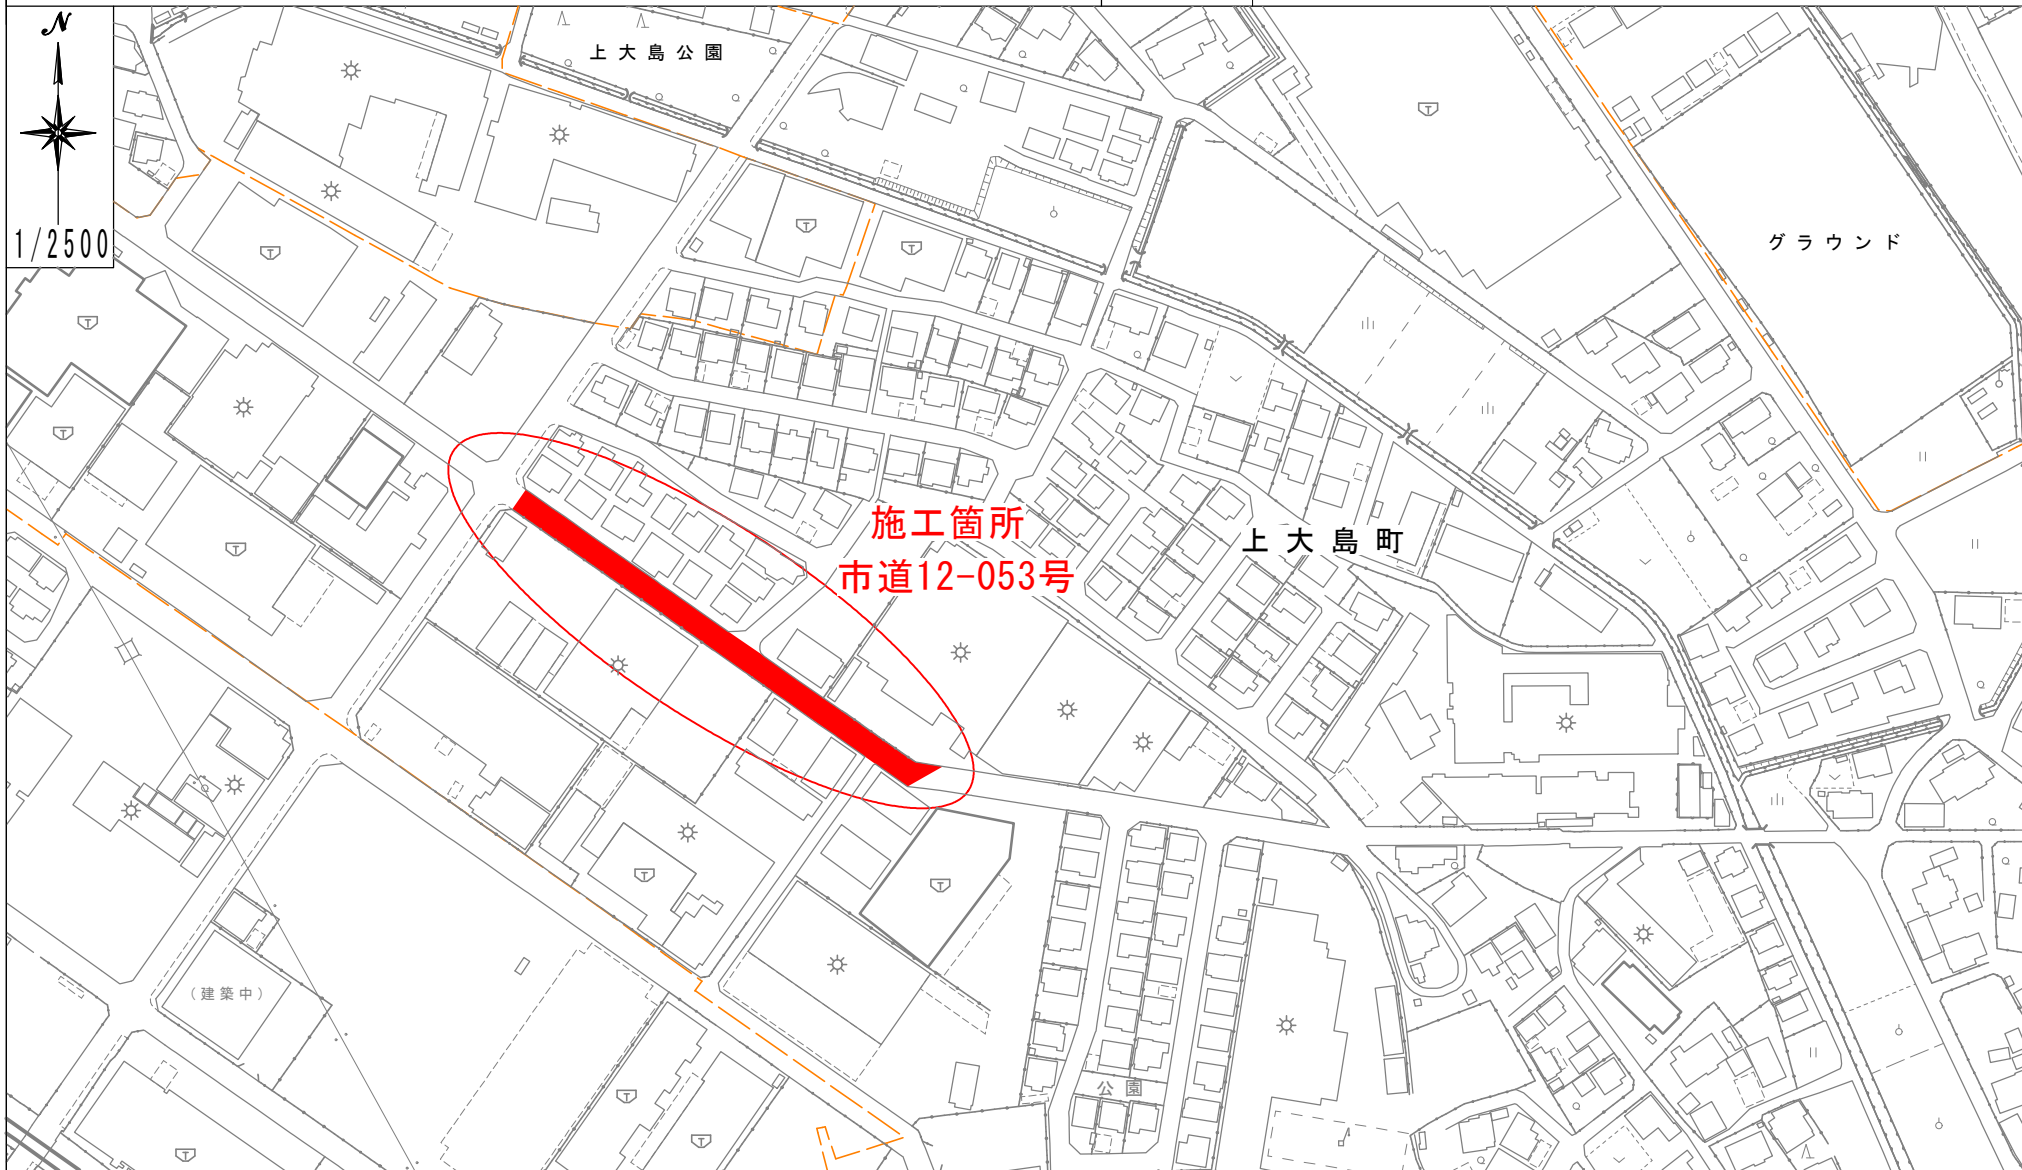 N
上大島公園
1/2500
グラウンド
施工箇所
市道12-053号
上大島町
(建築中)
公園